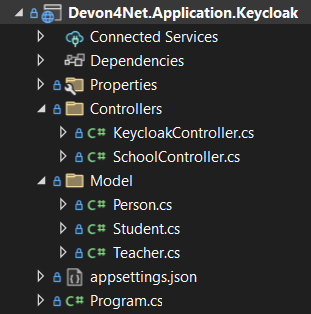 Devon4Net.Application.Keycloak
Connected Services
Dependencies
Properties
Controllers
C# KeycloakController.cs
C# SchoolController.cs
Model
C# Person.cs
C# Student.cs
C# Teacher.cs
appsettings.json
C# Program.cs